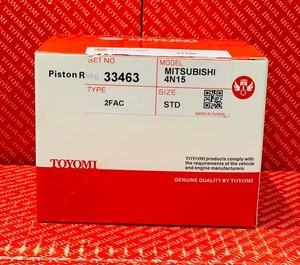 SET NO
MODEL
Piston Ring 33463
MITSUBISHI
4N15
TYPE
SIZE
2FAC
STD
MADE IN TAIWAN
TOYOMI
TOYOMI products comply with
the requirements of the vehicle
and engine manufacturers.
GENUINE QUALITY BY TOYOMI